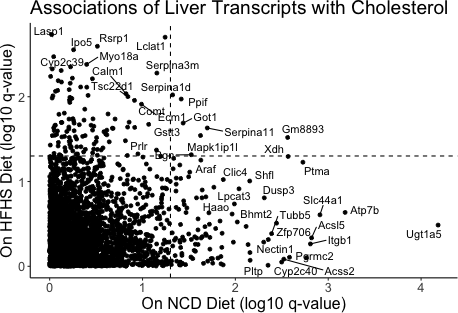 Associations of Liver Transcripts with Cholesterol
Lasp1
Ipo5
Rsrp1
Lclat1
Cyp2c39
Myo18a
Serpina3m
Calm1
Tsc22d1
Serpina1d
Ppif
Comt
Ecm1
Got1
Gst3
Serpina11
Gm8893
Prlr
Mapk1ip1l
Xdh
Araf
Clic4
Shfl
Ptma
Lpcat3
Dusp3
Slc44a1
Haao
Bhmt2
Tubb5
Atp7b
Zfp706
Acsl5
Ugt1a5
Nectin1
Itgb1
Pltp
Cyp2c40
Acss2
0
1
2
0
1
2
3
4
On HFHS Diet (log10 q-value)
On NCD Diet (log10 q-value)